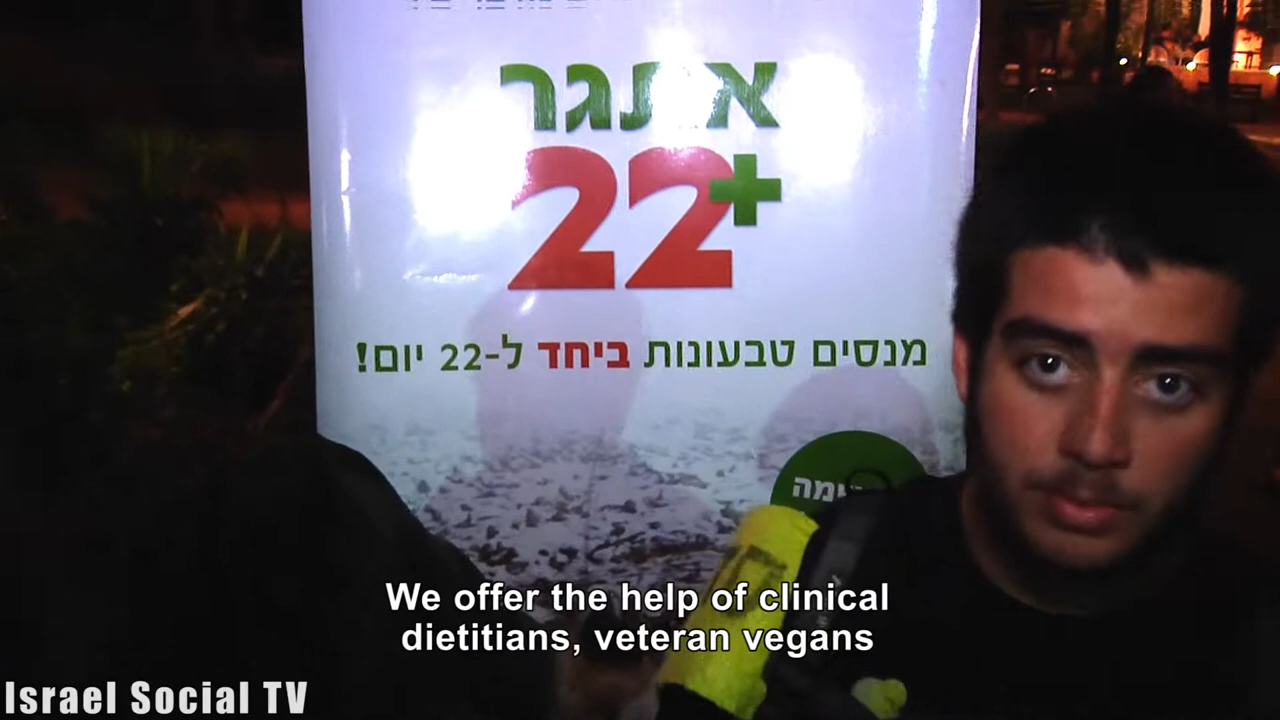 אתגר
22+
מנסים טבעונות ביחד ל-22 יום!
We offer the help of clinical
dietitians, veteran vegans
Israel Social TV